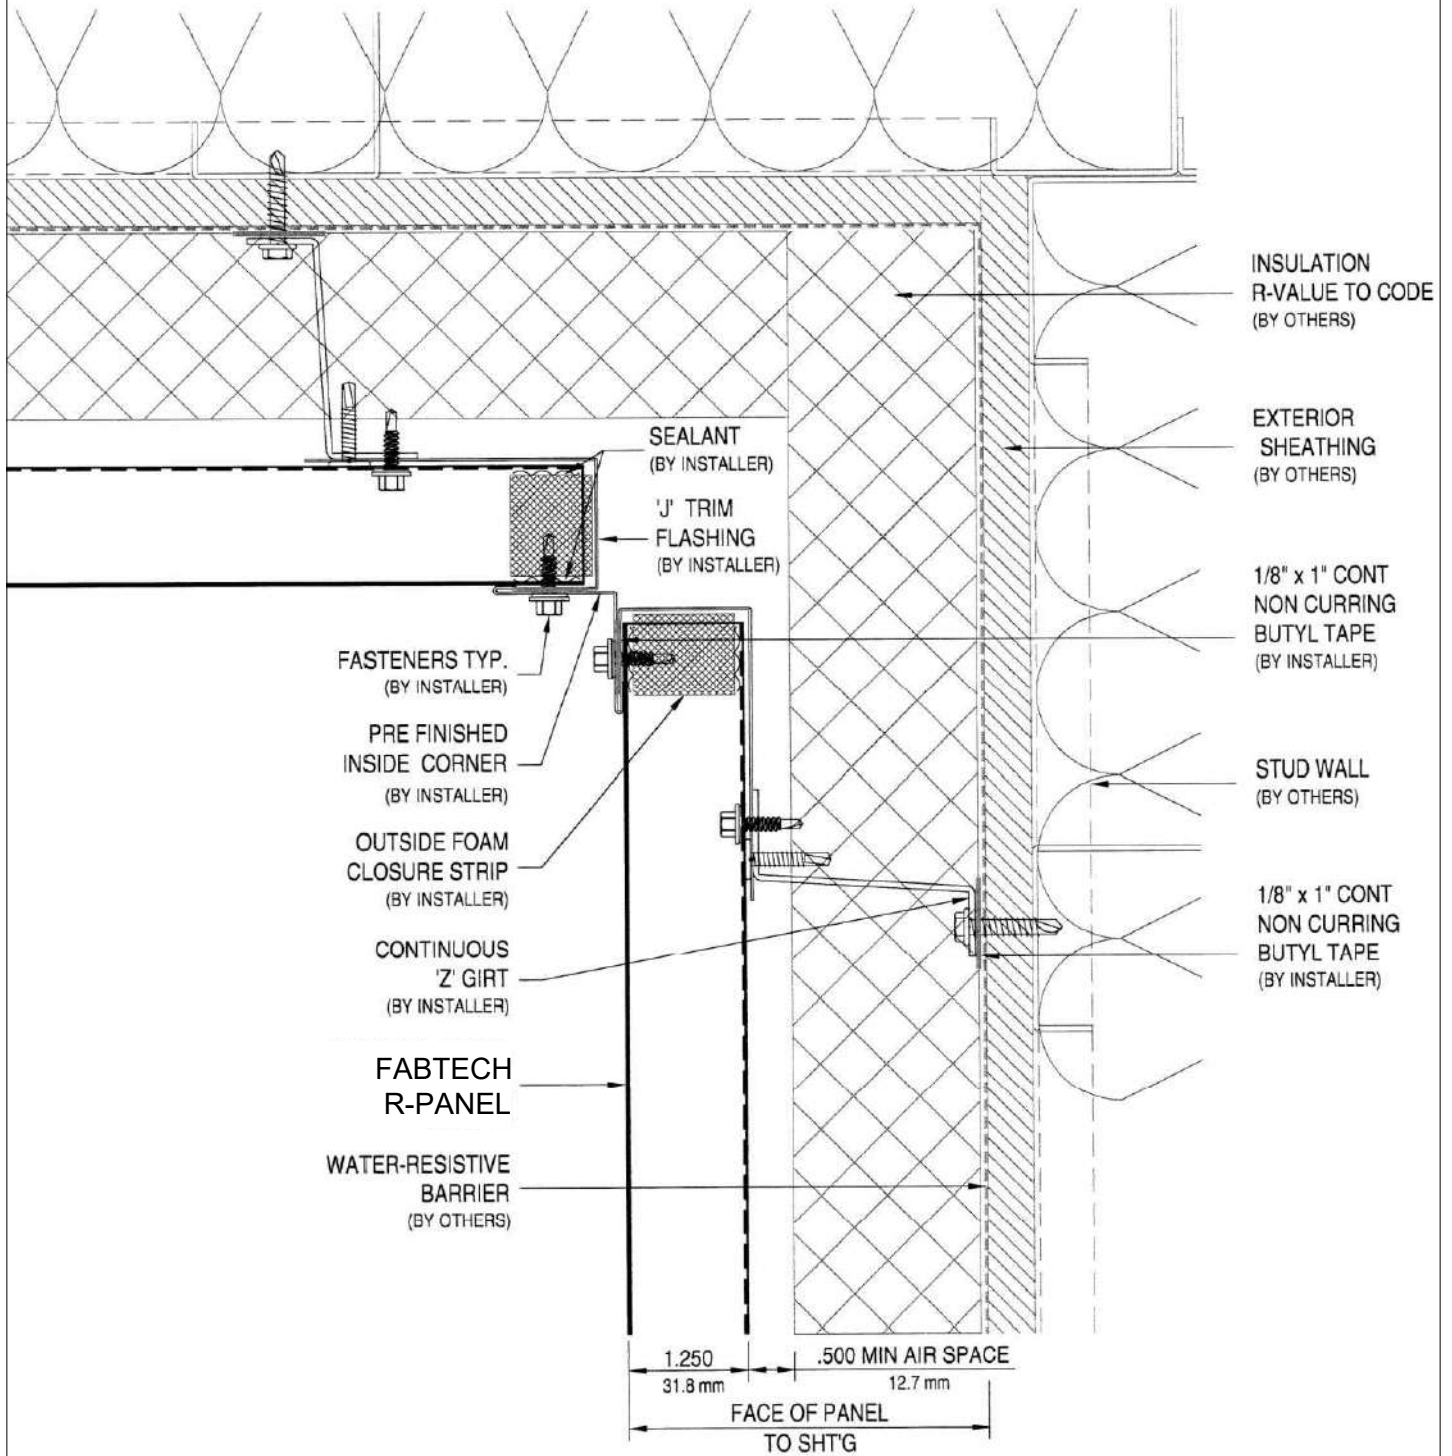 INSULATION
R-VALUE TO CODE
(BY OTHERS)
EXTERIOR
SHEATHING
(BY OTHERS)
SEALANT
(BY INSTALLER)
'J' TRIM
FLASHING
(BY INSTALLER)
1/8" x 1" CONT
NON CURRING
BUTYL TAPE
(BY INSTALLER)
FASTENERS TYP.
(BY INSTALLER)
PRE FINISHED
INSIDE CORNER
(BY INSTALLER)
STUD WALL
(BY OTHERS)
OUTSIDE FOAM
CLOSURE STRIP
(BY INSTALLER)
1/8" x 1" CONT
NON CURRING
BUTYL TAPE
(BY INSTALLER)
CONTINUOUS
'Z' GIRT
(BY INSTALLER)
FABTECH
R-PANEL
WATER-RESISTIVE
BARRIER
(BY OTHERS)
1.250
31.8 mm
.500 MIN AIR SPACE
12.7 mm
FACE OF PANEL
TO SHT'G